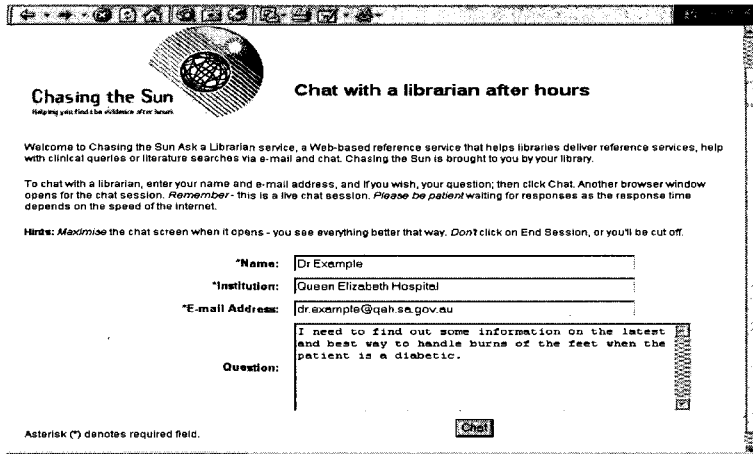 Chasing the Sun
Helping you find the evidence after hours
Chat with a librarian after hours
Welcome to Chasing the Sun Ask a Librarian service, a Web-based reference service that helps libraries deliver reference services, help
with clinical queries or literature searches via e-mail and chat. Chasing the Sun is brought to you by your library.
To chat with a librarian, enter your name and e-mail address, and if you wish, your question; then click Chat. Another browser window
opens for the chat session. Remember - this is a live chat session. Please be patient waiting for responses as the response time
depends on the speed of the internet.
Hints: Maximise the chat screen when it opens - you see everything better that way. Don't click on End Session, or you'll be cut off.
*Name: Dr Example
*Institution: Queen Elizabeth Hospital
*E-mail Address: dr.example@qeh.sa.gov.au
I need to find out some information on the latest
and best way to handle burns of the feet when the
patient is a diabetic.
Question:
Chat
Asterisk (*) denotes required field.